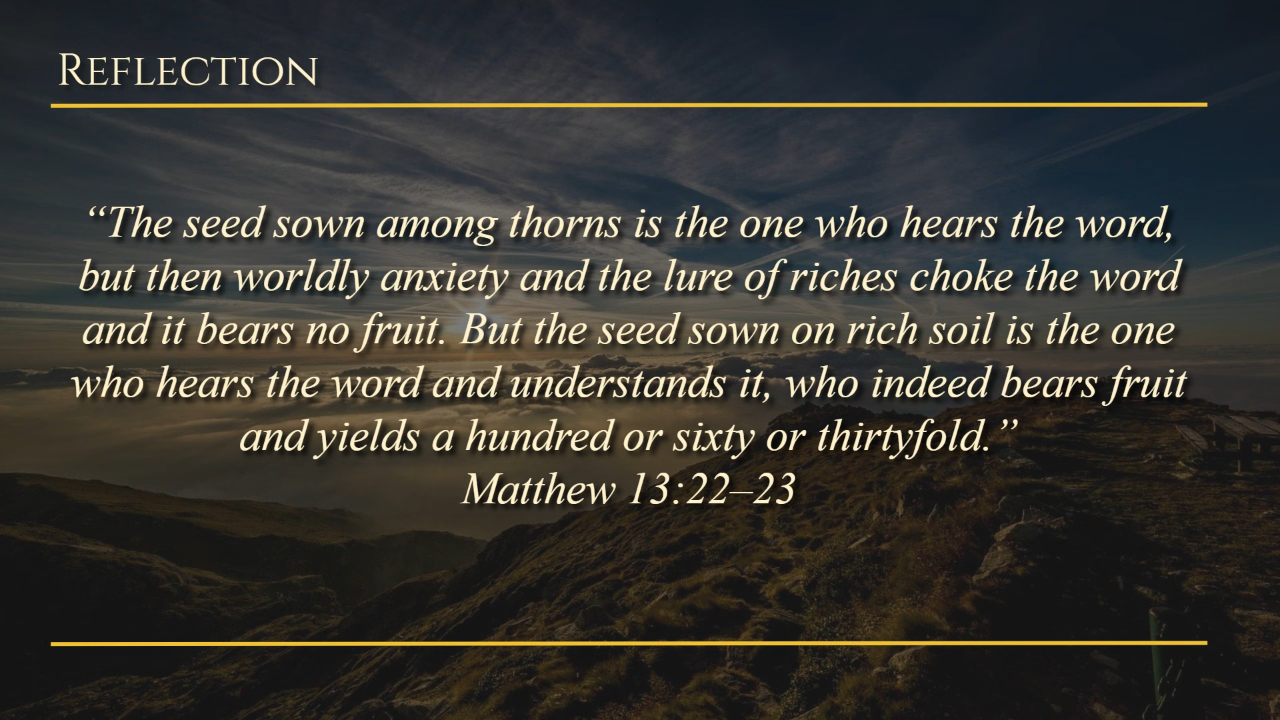 Reflection
“The seed sown among thorns is the one who hears the word,
but then worldly anxiety and the lure of riches choke the word
and it bears no fruit. But the seed sown on rich soil is the one
who hears the word and understands it, who indeed bears fruit
and yields a hundred or sixty or thirtyfold.”
Matthew 13:22–23